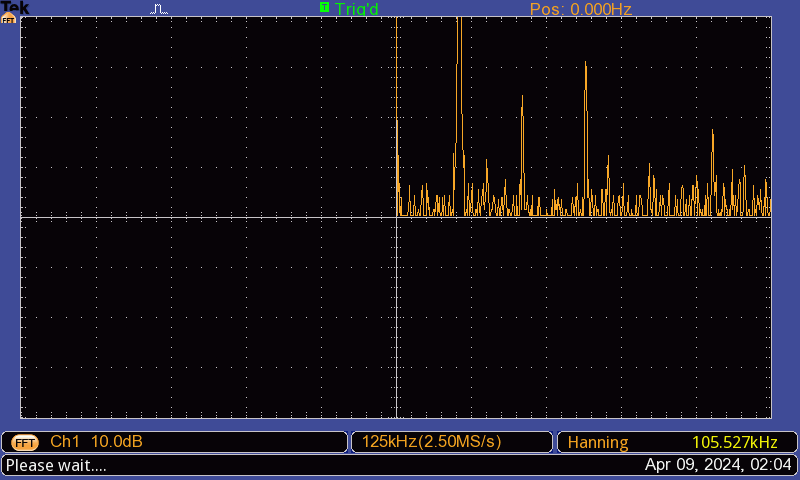 Tek
T Trig'd
Pos: 0.000Hz
FFT
FFT Ch1 10.0dB
125kHz(2.50MS/s)
Hanning
105.527kHz
Please wait....
Apr 09, 2024, 02:04